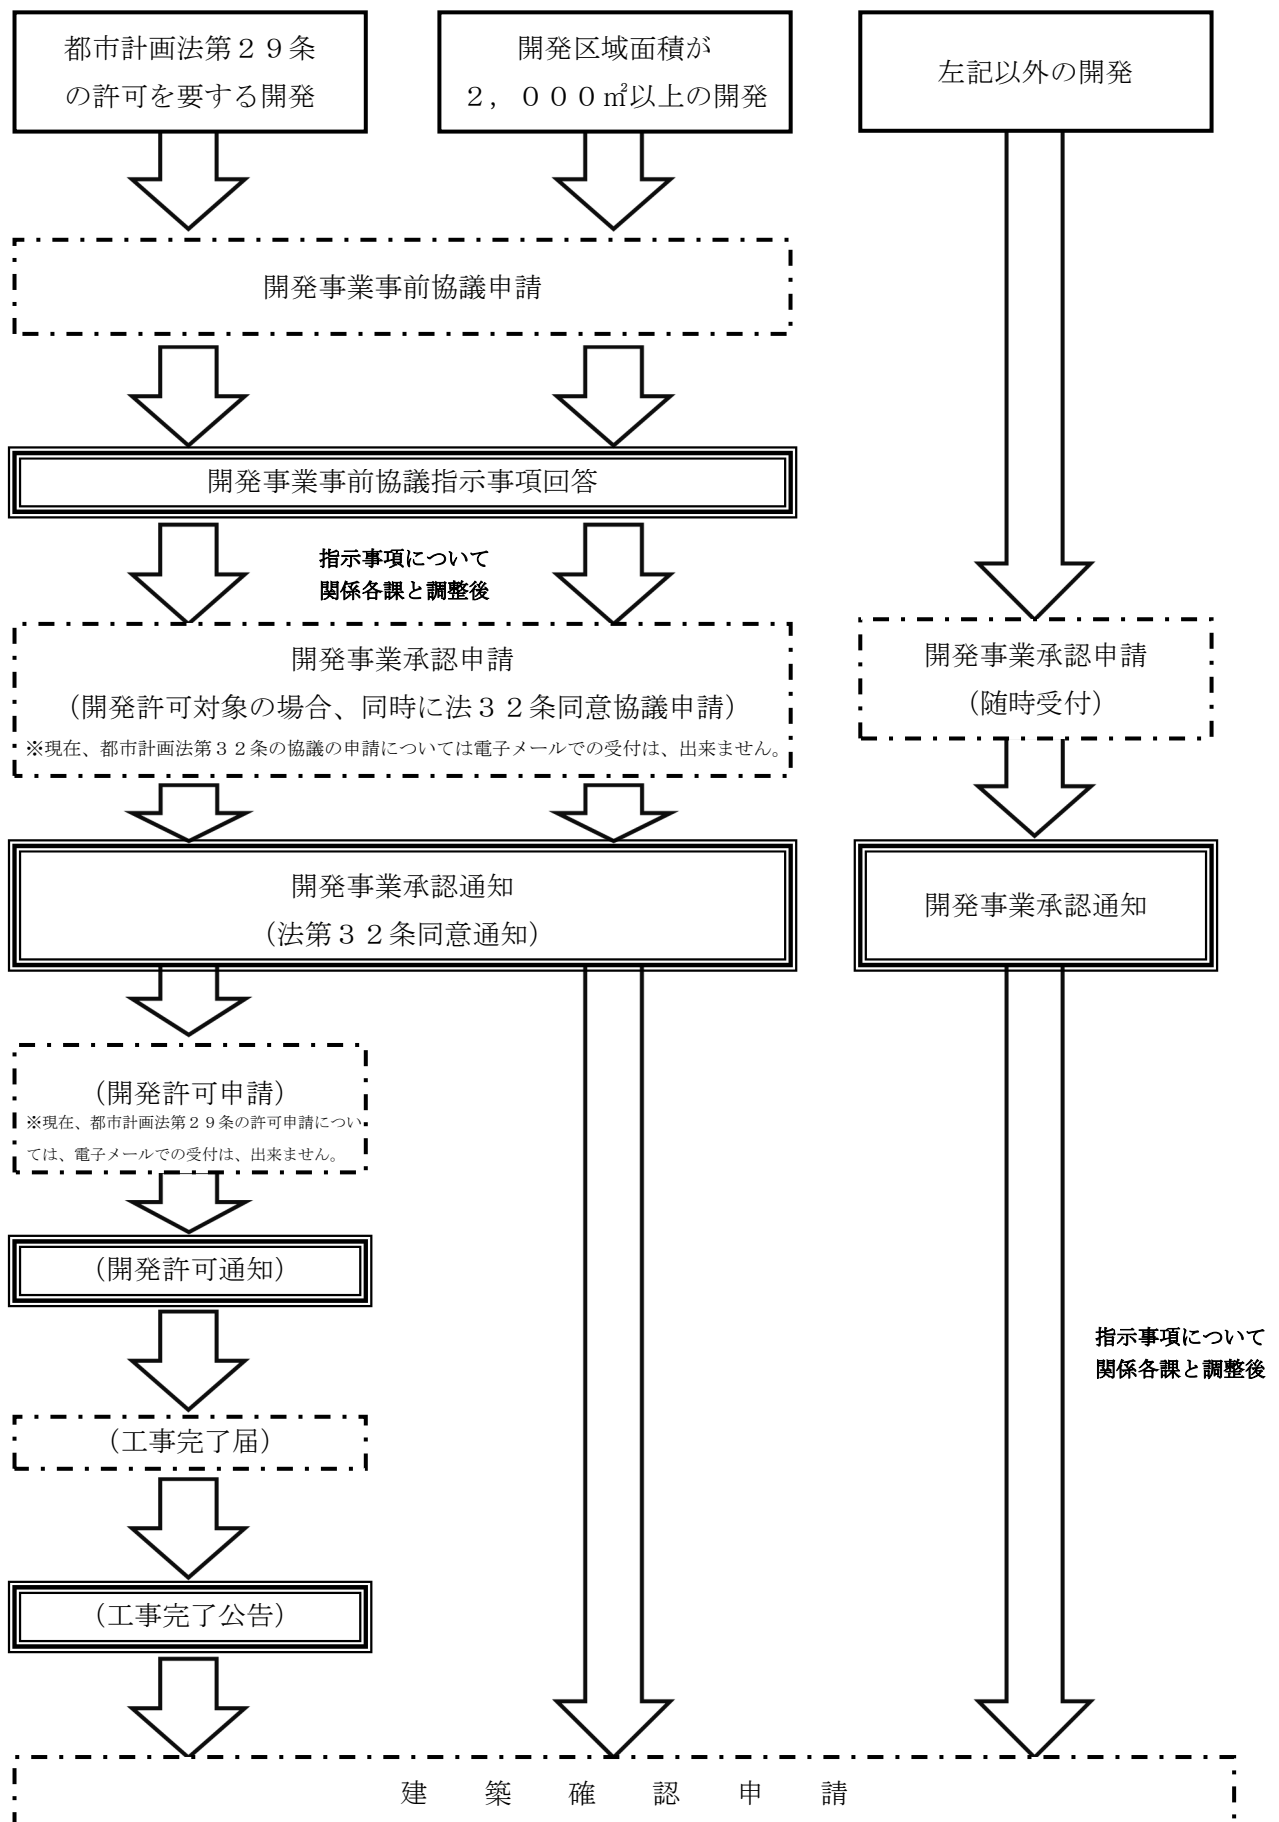 都市計画法第２９条
の許可を要する開発
開発区域面積が
２，０００㎡以上の開発
左記以外の開発
開発事業事前協議申請
開発事業事前協議指示事項回答
指示事項について
関係各課と調整後
開発事業承認申請
（開発許可対象の場合、同時に法３２条同意協議申請）
※現在、都市計画法第３２条の協議の申請については電子メールでの受付は、出来ません。
開発事業承認申請
（随時受付）
開発事業承認通知
（法第３２条同意通知）
開発事業承認通知
（開発許可申請）
※現在、都市計画法第２９条の許可申請につい
ては、電子メールでの受付は、出来ません。
（開発許可通知）
指示事項について
関係各課と調整後
（工事完了届）
（工事完了公告）
建　築　確　認　申　請